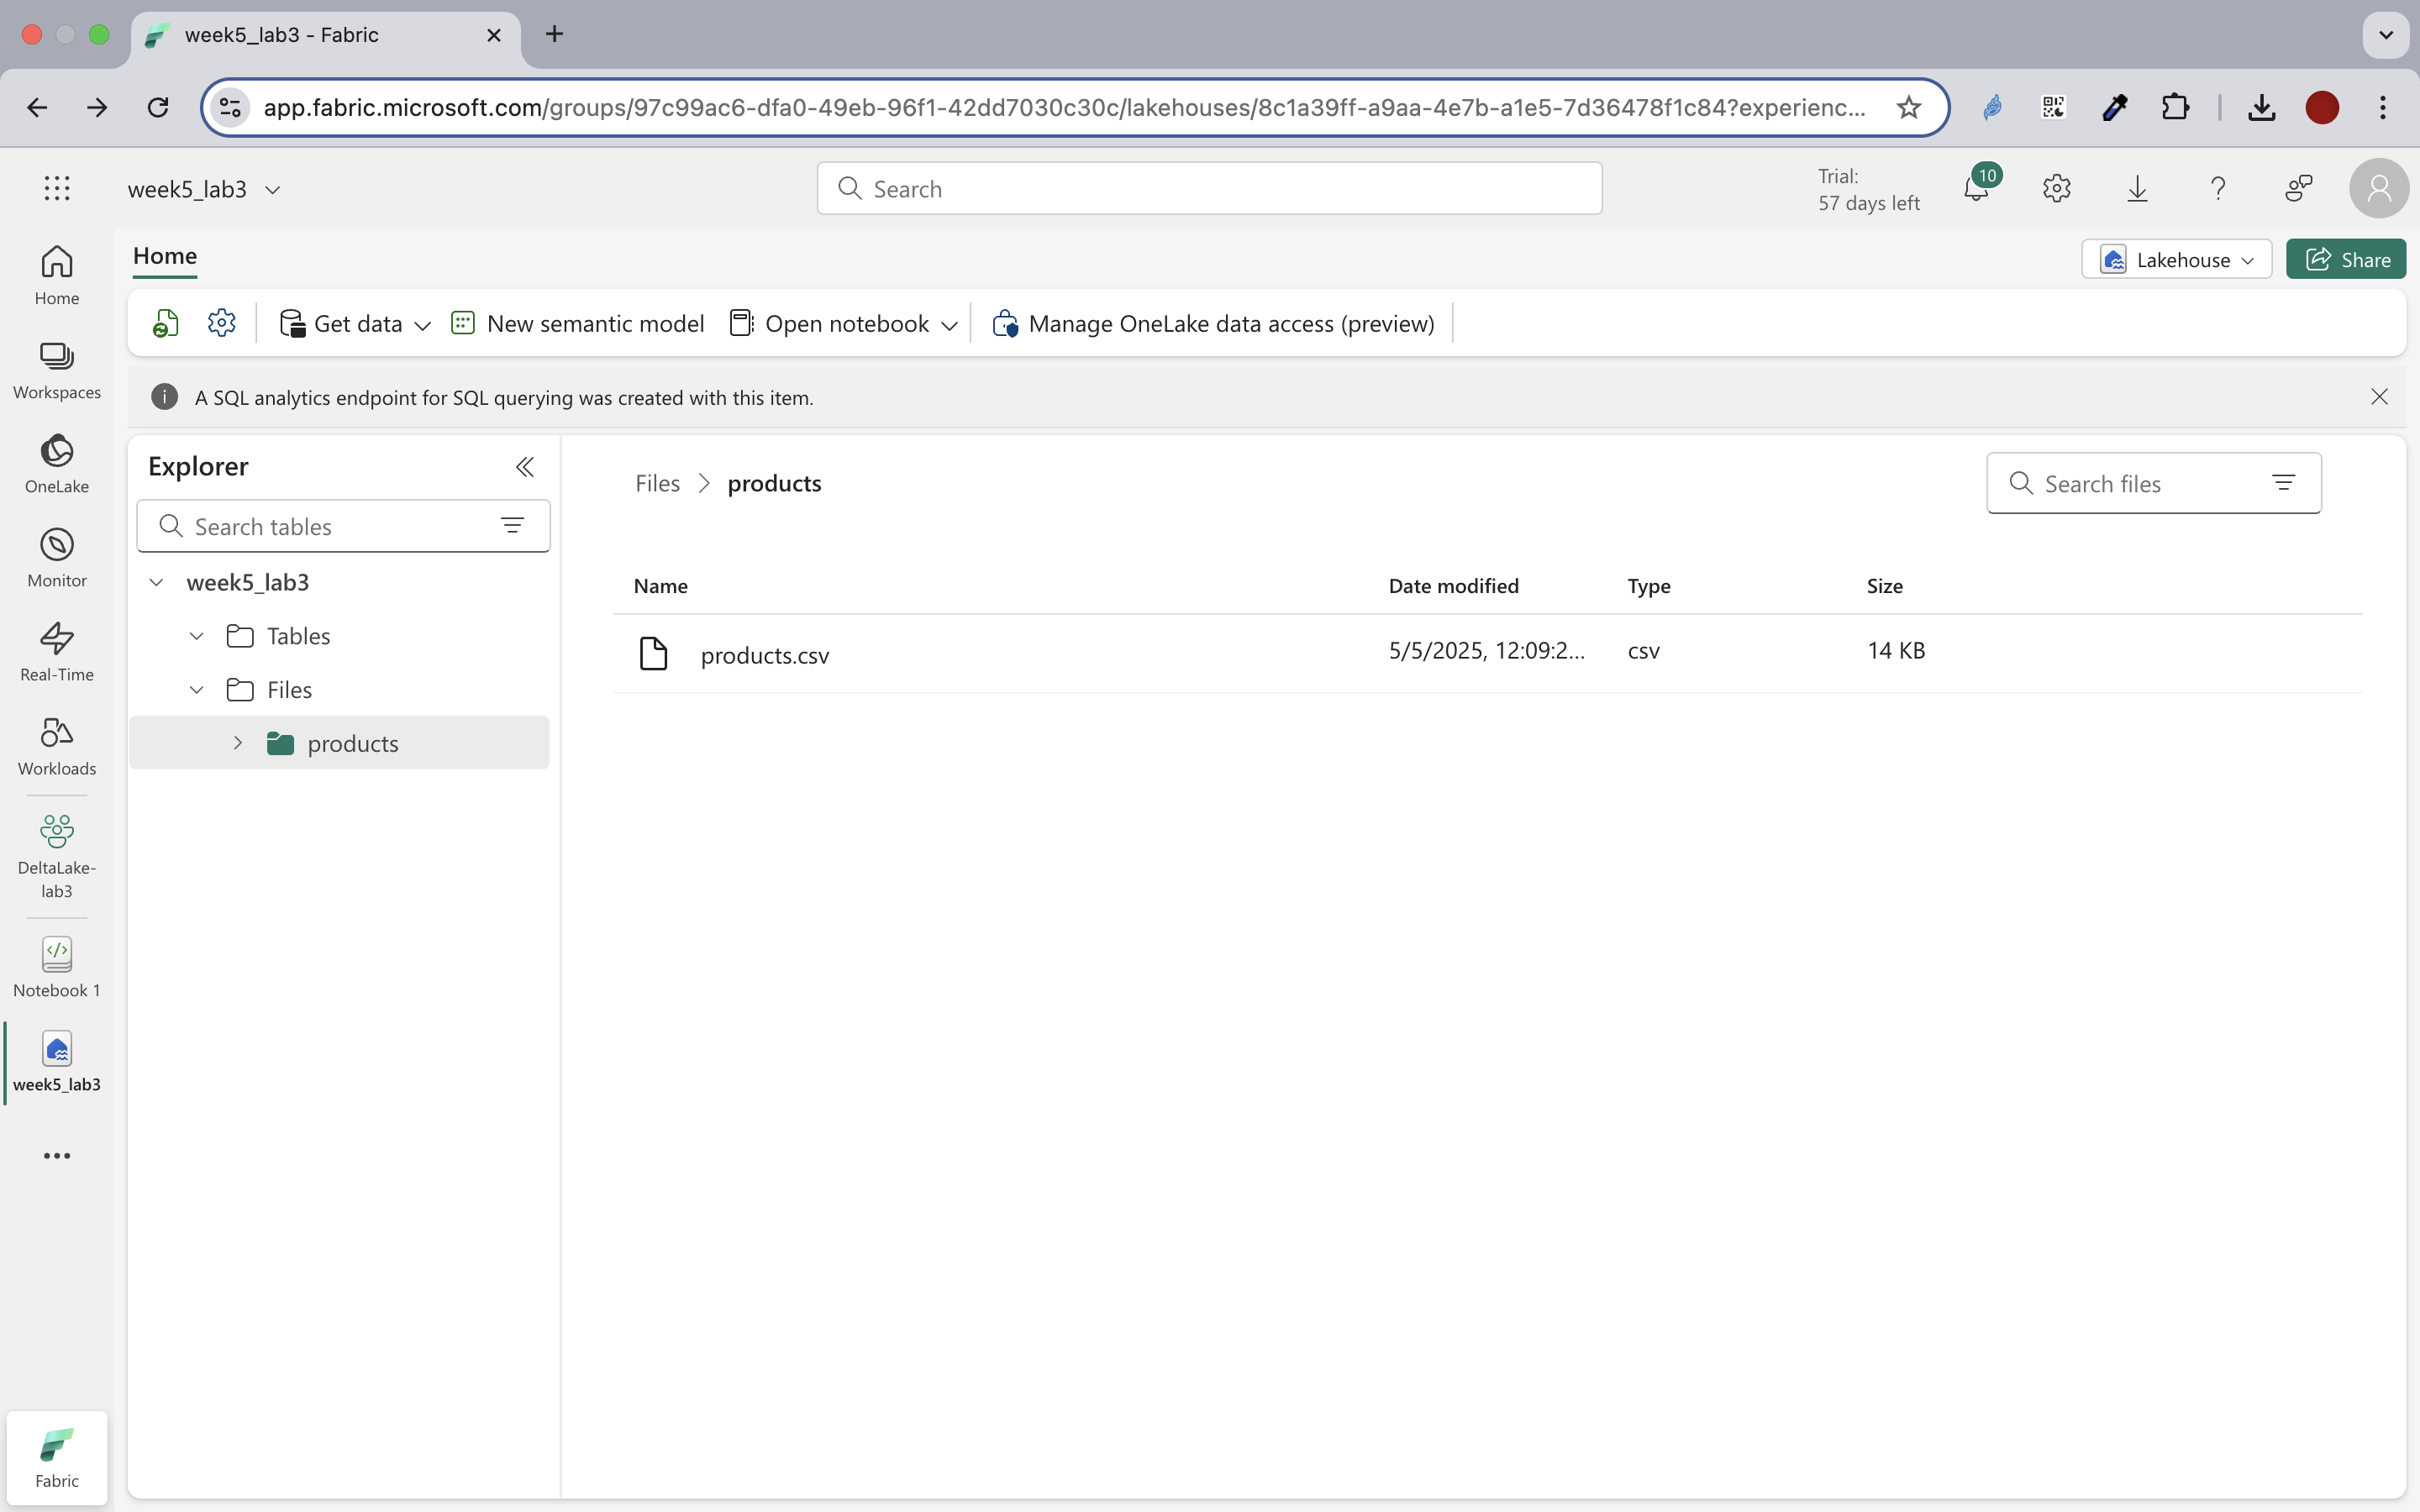 week5_lab3 - Fabric
app.fabric.microsoft.com/groups/97c99ac6-dfa0-49eb-96f1-42dd7030c30c/lakehouses/8c1a39ff-a9aa-4e7b-a1e5-7d36478f1c84?experienc...
week5_lab3
Search
Trial:
57 days left
10
Home
Lakehouse
Share
Get data
New semantic model
Open notebook
Manage OneLake data access (preview)
A SQL analytics endpoint for SQL querying was created with this item.
Home
Workspaces
OneLake
Monitor
Real-Time
Workloads
DeltaLake-
lab3
Notebook 1
week5_lab3
Fabric
Explorer
Search tables
week5_lab3
Tables
Files
products
Files > products
Search files
Name Date modified Type Size
products.csv 5/5/2025, 12:09:2... csv 14 KB